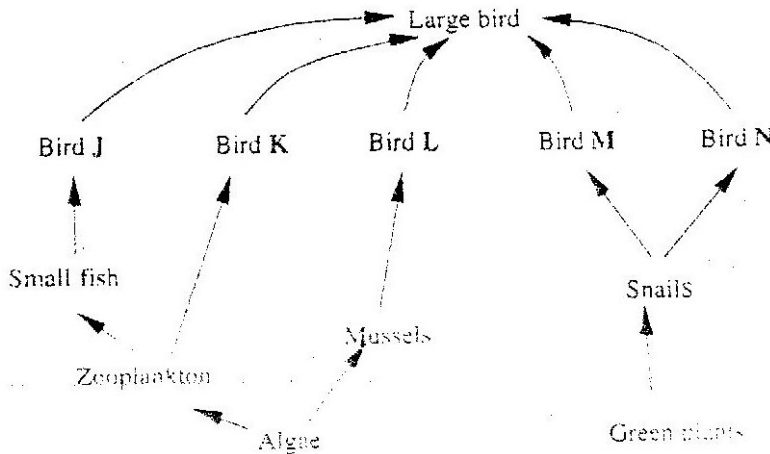 Large bird
Bird J
Bird K
Bird L
Bird M
Bird N
Small fish
Snails
Mussels
Zooplankton
Algae
Green plants